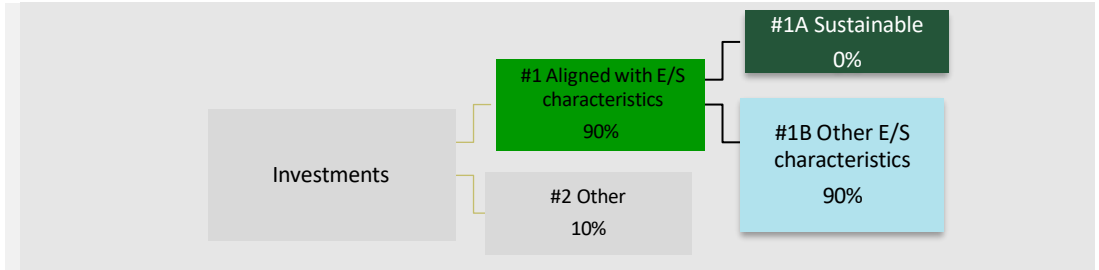 Investments
#1 Aligned with E/S
characteristics
90%
#2 Other
10%
#1A Sustainable
0%
#1B Other E/S
characteristics
90%